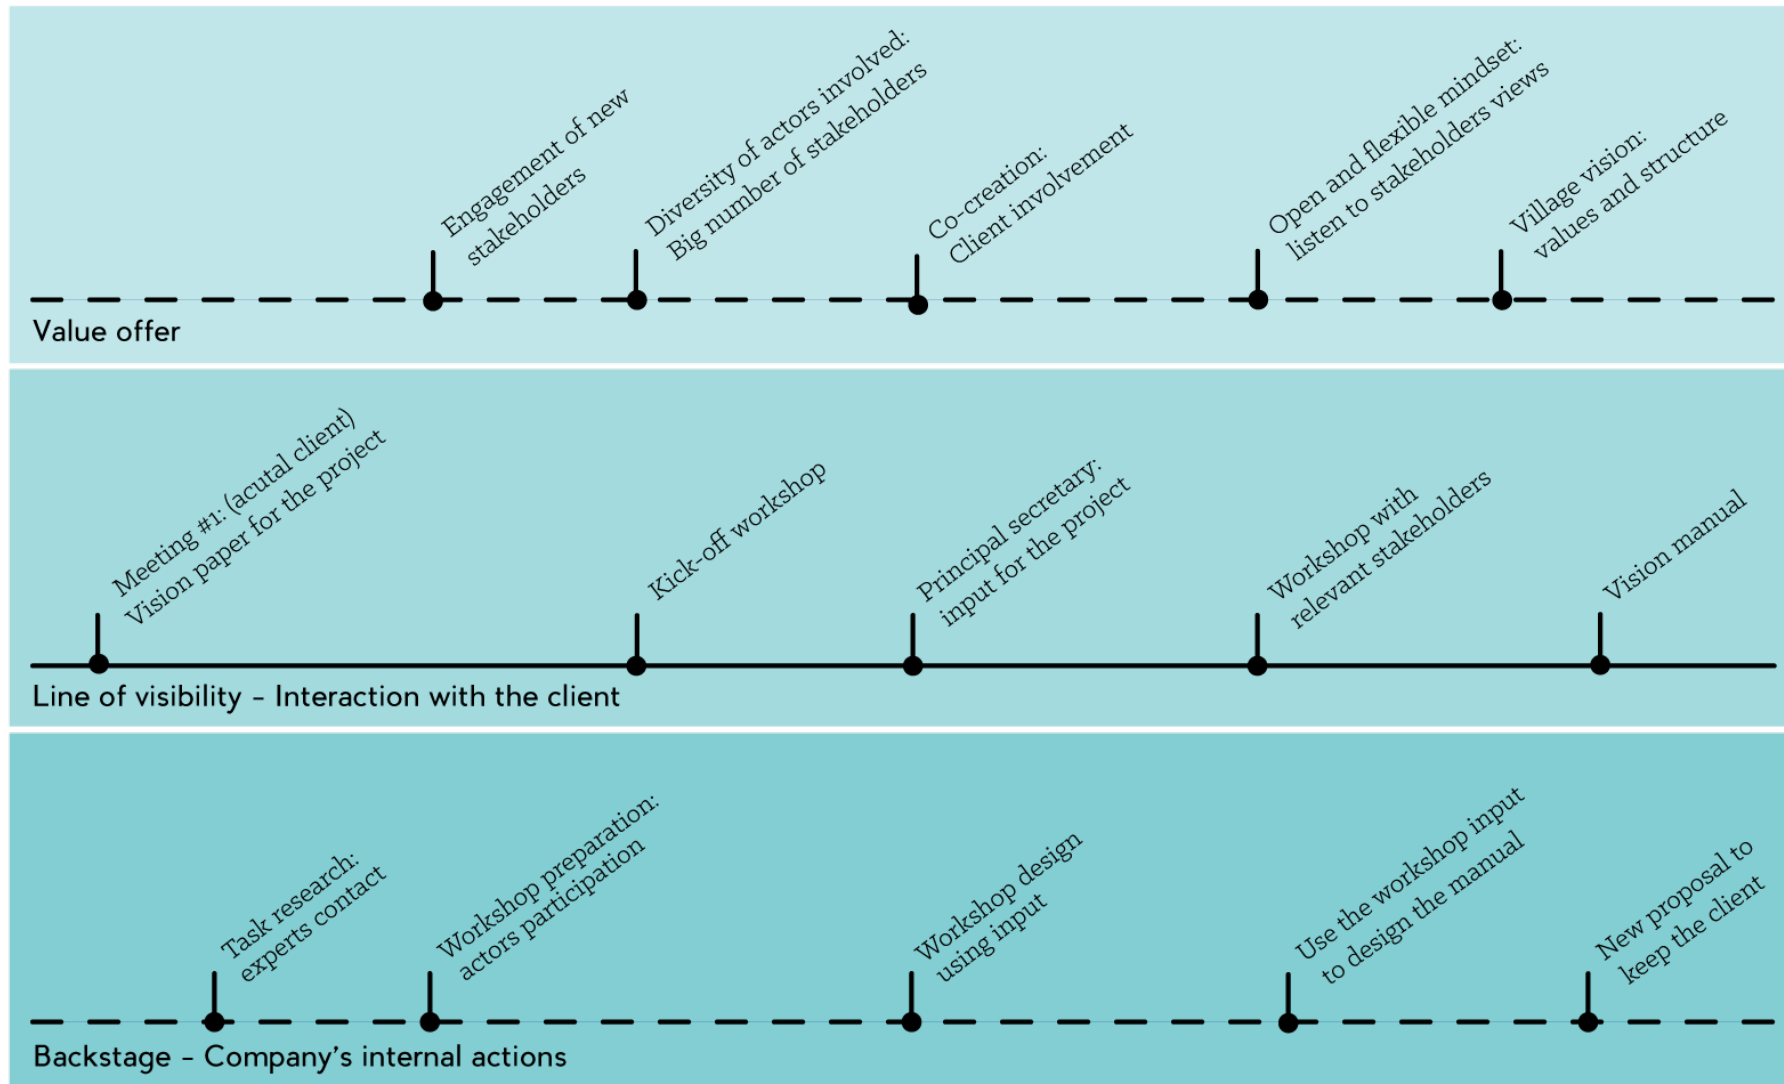 Engagement of new
stakeholders
Diversity of actors involved:
Big number of stakeholders
Co-creation:
Client involvement
Open and flexible mindset:
listen to stakeholders views
Village vision:
values and structure
Value offer
Meeting #1: (acutal client)
Vision paper for the project
Kick-off workshop
Principal secretary:
input for the project
Workshop with
relevant stakeholders
Vision manual
Line of visibility - Interaction with the client
Task research:
experts contact
Workshop preparation:
actors participation
Workshop design
using input
Use the workshop input
to design the manual
New proposal to
keep the client
Backstage - Company's internal actions